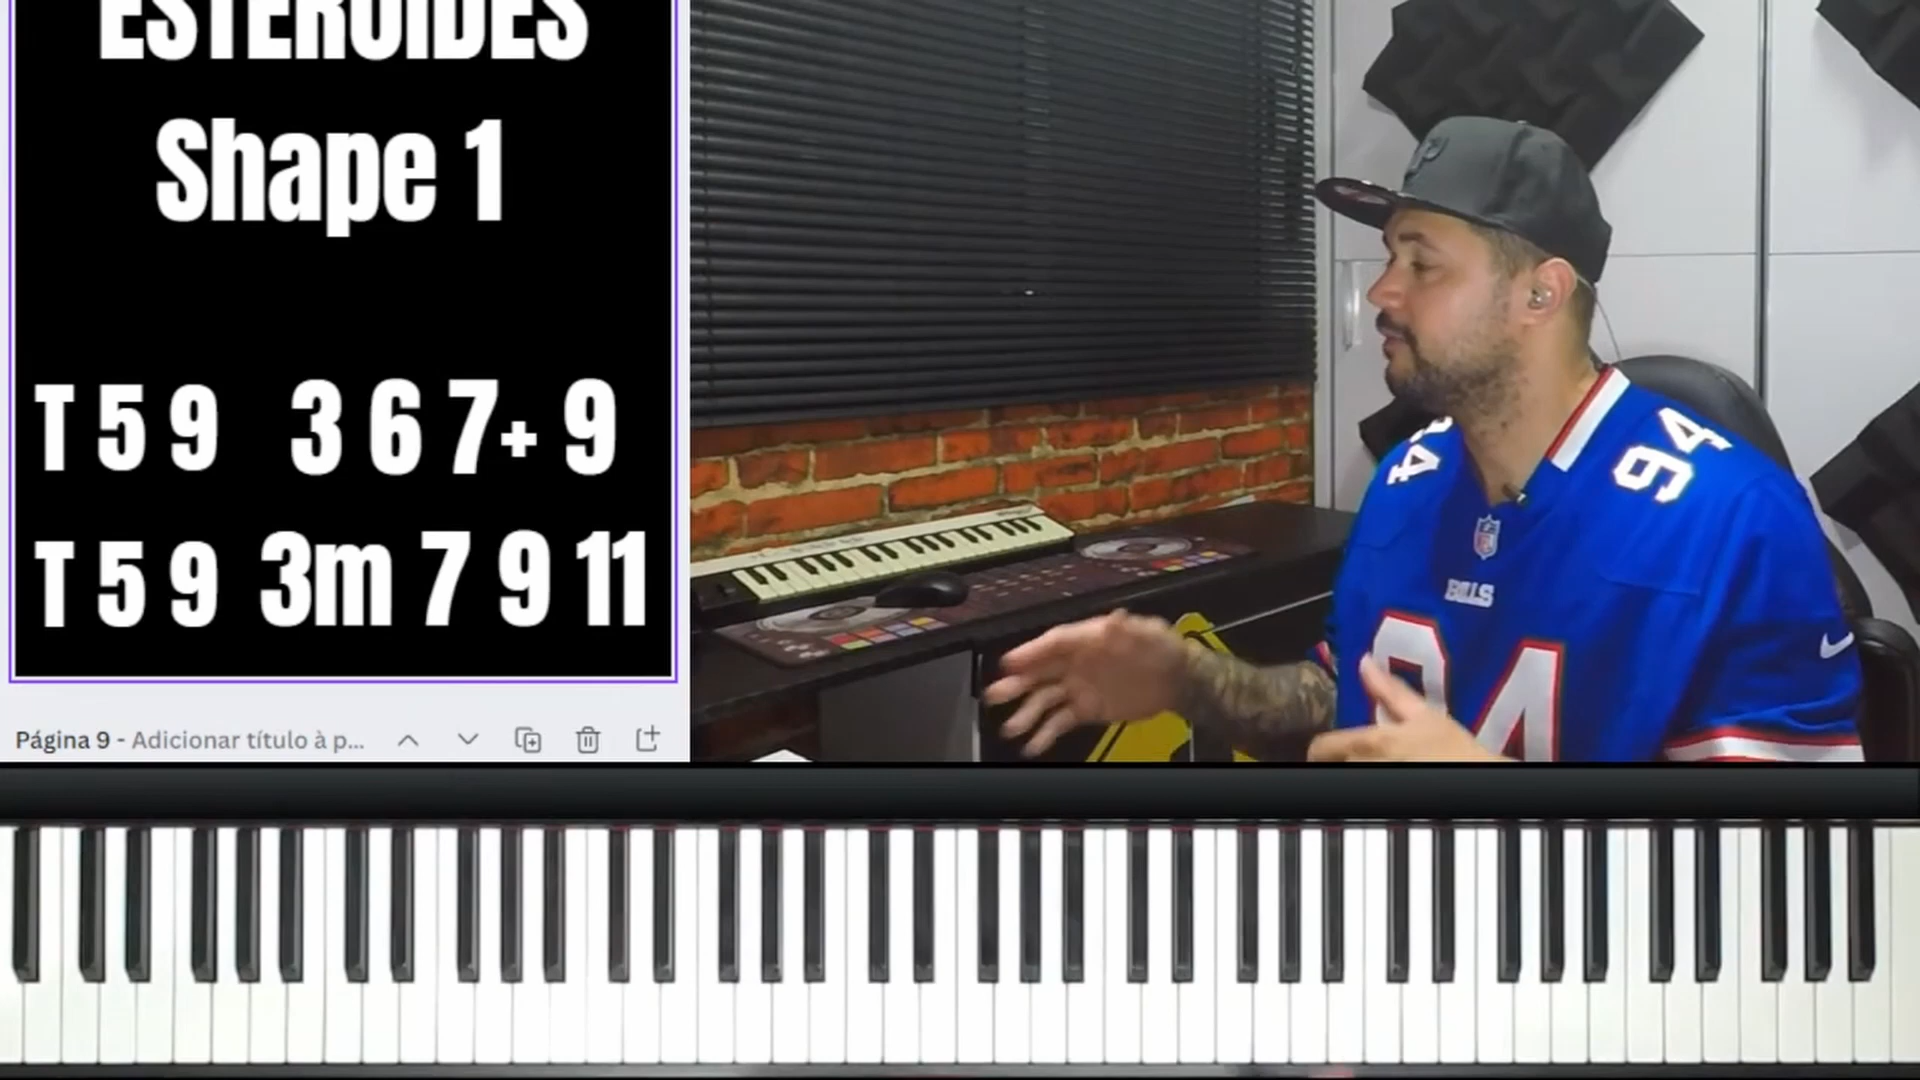 ESTEROIDES
Shape 1
T 5 9 3 6 7+ 9
T 5 9 3m 7 9 11
Página 9 - Adicionar título à p...
94
94
BILLS
94